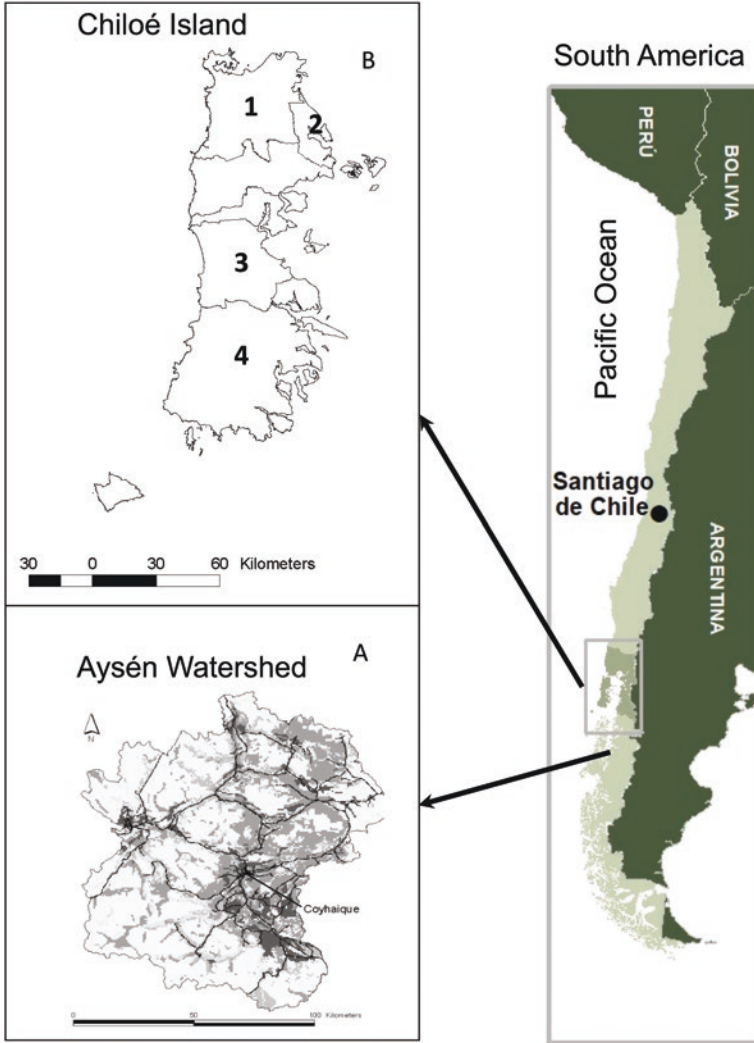 Chiloé Island
B
1
2
3
4
30 0 30 60 Kilometers
Aysén Watershed
A
N
Coyhaique
0 50 100 Kilometers
South America
PERÚ
BOLIVIA
Pacific Ocean
Santiago
de Chile
ARGENTINA